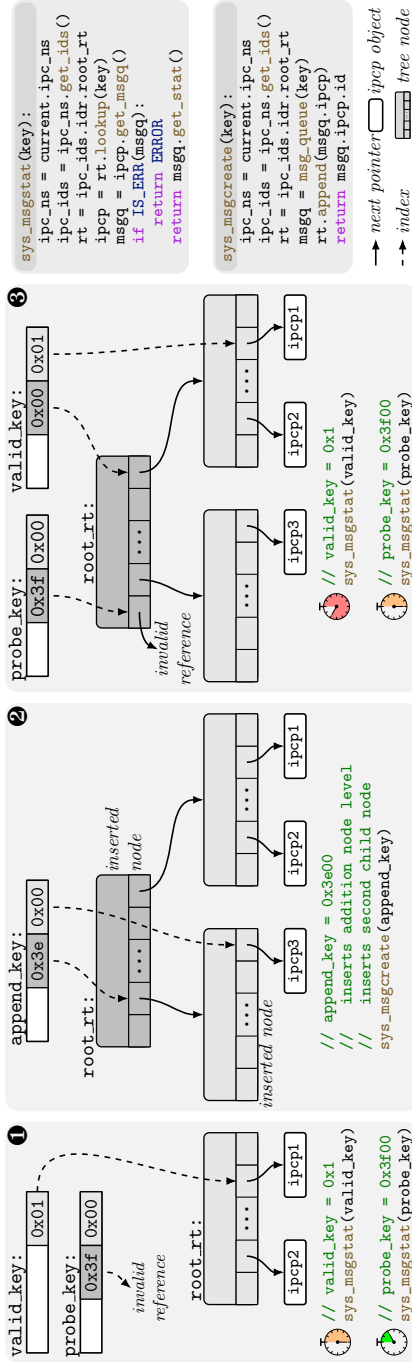 ❶
valid_key:
0x01
probe_key:
0x3f 0x00
invalid
reference
root_rt:
...
ipcp2 ipcp1
// valid_key = 0x1
sys_msgstat(valid_key)
// probe_key = 0x3f00
sys_msgstat(probe_key)
❷
append_key:
0x3e 0x00
root_rt:
inserted
node
...
... ...
inserted node
ipcp3 ipcp2 ipcp1
// append_key = 0x3e00
// inserts addition node level
// inserts second child node
sys_msgcreate(append_key)
❸
probe_key: valid_key:
0x3f 0x00 0x00 0x01
root_rt:
...
invalid
reference
... ...
ipcp3 ipcp2 ipcp1
// valid_key = 0x1
sys_msgstat(valid_key)
// probe_key = 0x3f00
sys_msgstat(probe_key)
sys_msgstat(key):
ipc_ns = current.ipc_ns
ipc_ids = ipc_ns.get_ids()
rt = ipc_ids.idr.root_rt
ipcp = rt.lookup(key)
msgq = ipcp.get_msgq()
if IS_ERR(msgq):
return ERROR
return msgq.get_stat()
sys_msgcreate(key):
ipc_ns = current.ipc_ns
ipc_ids = ipc_ns.get_ids()
rt = ipc_ids.idr.root_rt
msgq = msg_queue(key)
rt.append(msgq.ipcp)
return msgq.ipcp.id
next pointer ipcp object
index tree node